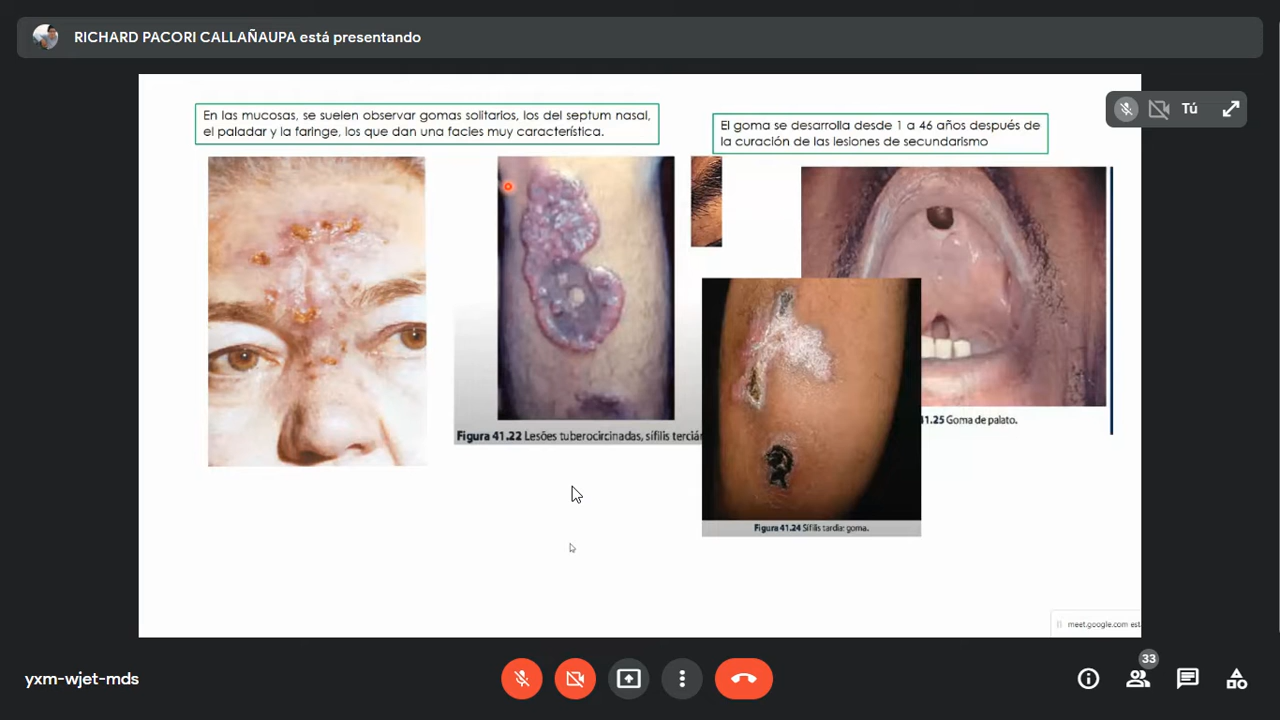 RICHARD PACORI CALLAÑAUPA está presentando
Tú
En las mucosas, se suelen observar gomas solitarios, los del septum nasal,
el paladar y la faringe, los que dan una facies muy característica.
El goma se desarrolla desde 1 a 46 años después de
la curación de las lesiones de secundarismo
Figura 41.22 Lesões tuberocircinadas, sífilis
1.25 Goma de palato.
Figura 41.24 Sífilis tardia: goma.
meet.google.com
yxm-wjet-mds
33